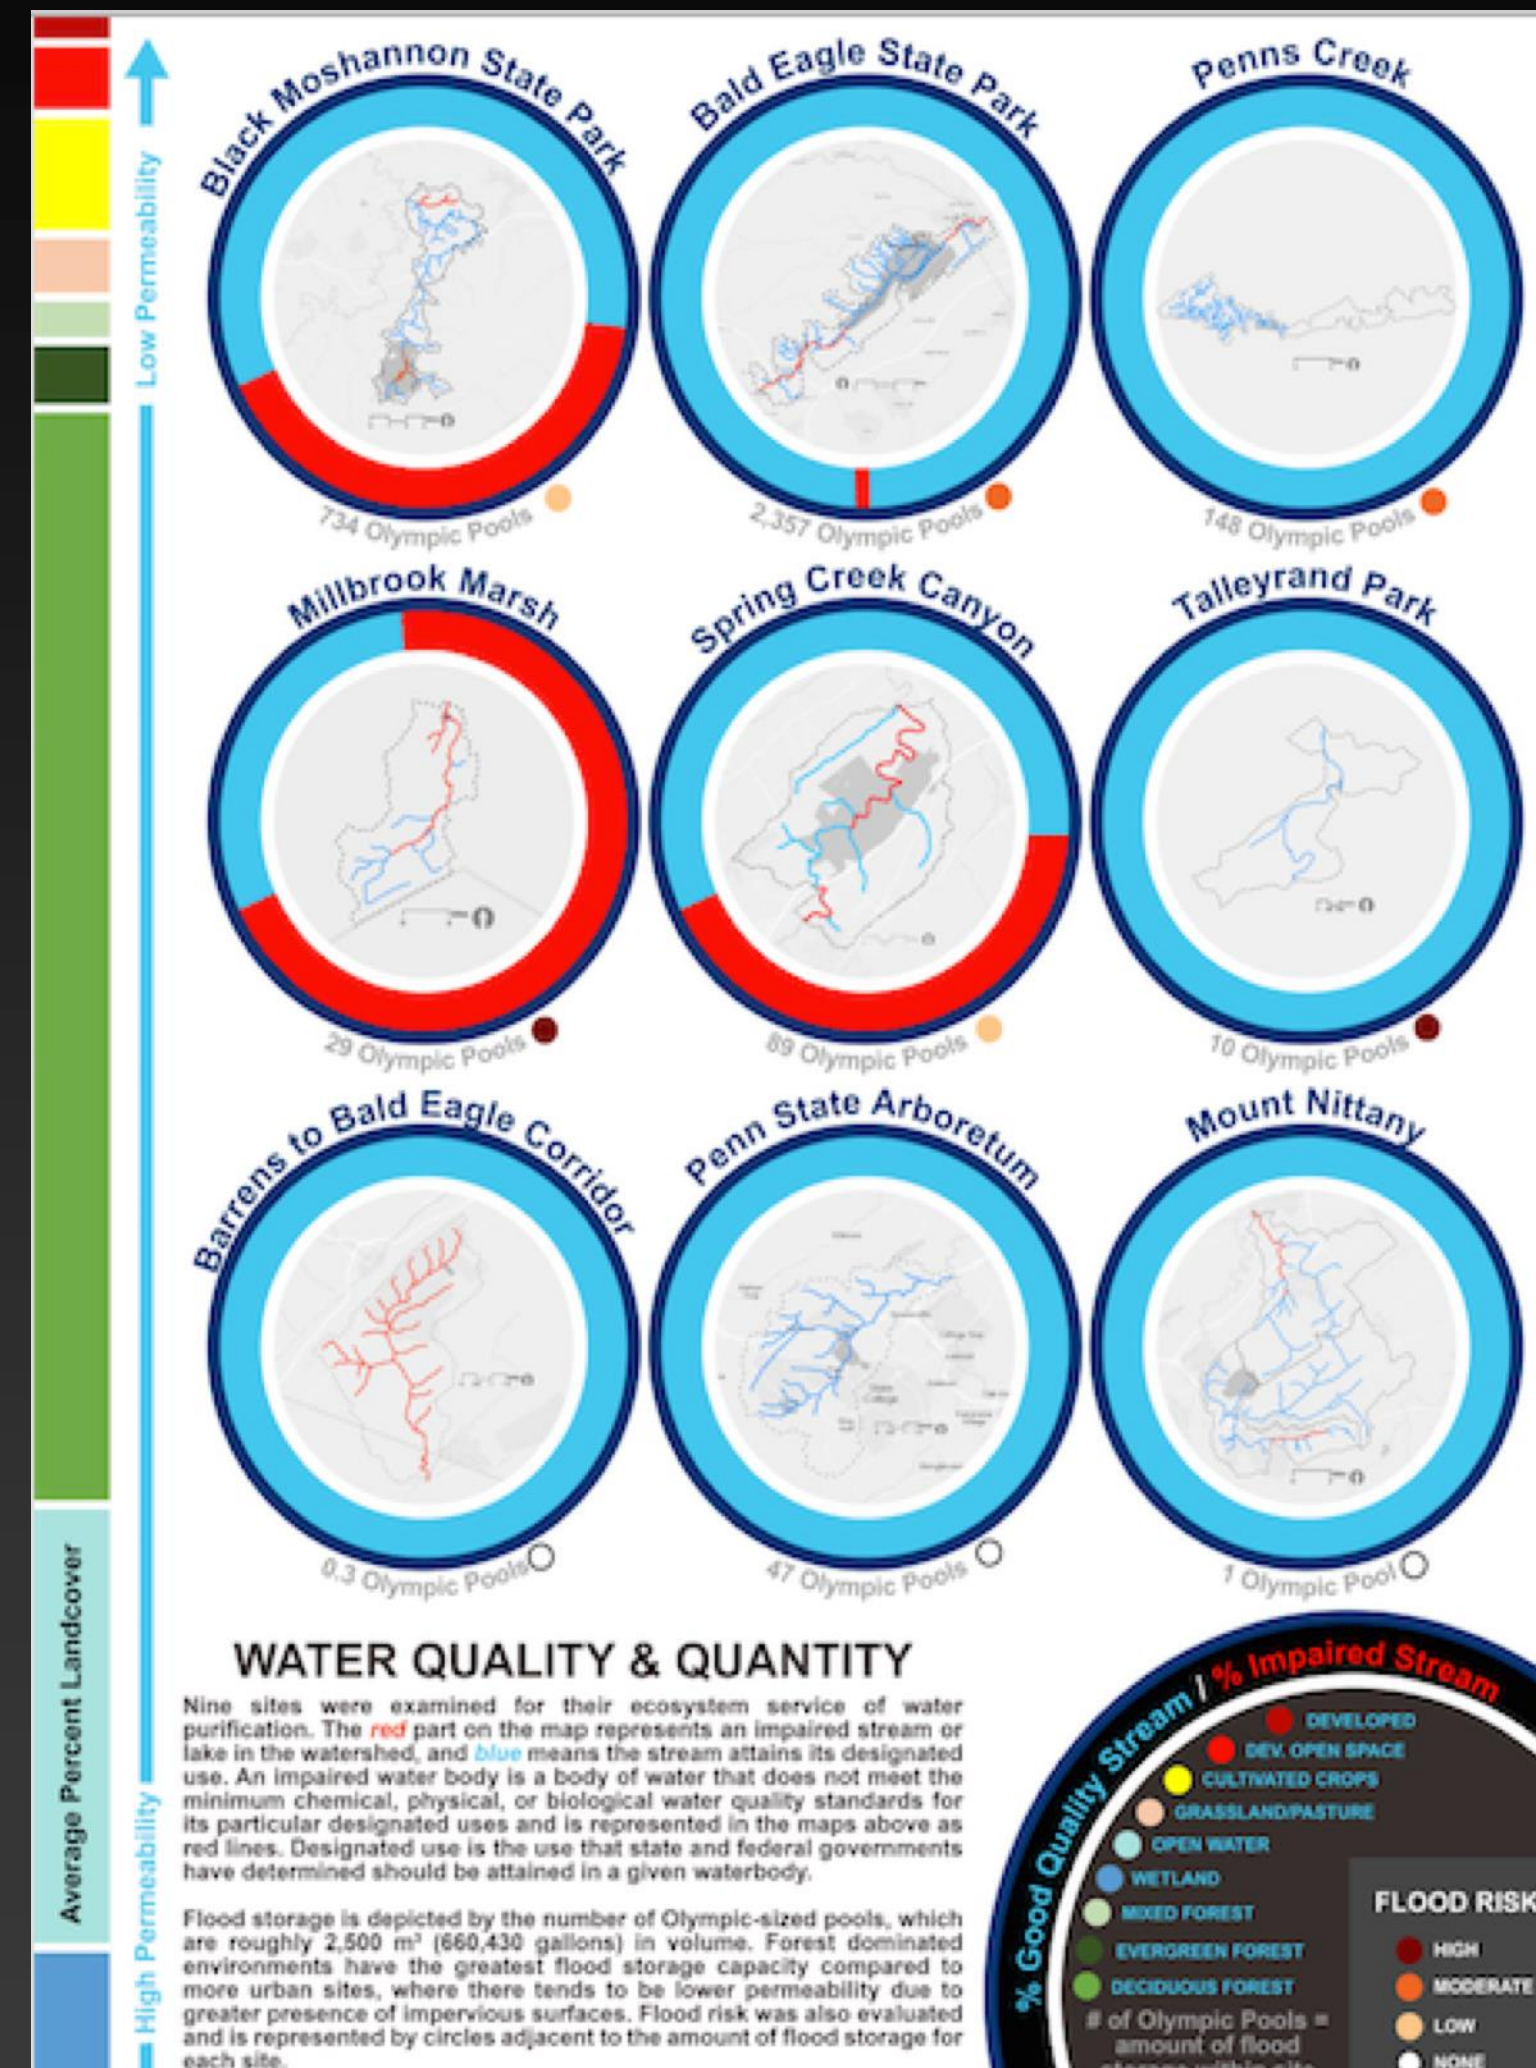 Low Permeability
High Permeability
Average Percent Landcover
Black Moshannon State Park
734 Olympic Pools
Bald Eagle State Park
2,357 Olympic Pools
Penns Creek
148 Olympic Pools
Millbrook Marsh
29 Olympic Pools
Spring Creek Canyon
89 Olympic Pools
Talleyrand Park
10 Olympic Pools
Barrens to Bald Eagle Corridor
0.3 Olympic Pools
Penn State Arboretum
47 Olympic Pools
Mount Nittany
1 Olympic Pool
WATER QUALITY & QUANTITY
Nine sites were examined for their ecosystem service of water
purification. The red part on the map represents an impaired stream or
lake in the watershed, and blue means the stream attains its designated
use. An impaired water body is a body of water that does not meet the
minimum chemical, physical, or biological water quality standards for
its particular designated uses and is represented in the maps above as
red lines. Designated use is the use that state and federal governments
have determined should be attained in a given waterbody.
Flood storage is depicted by the number of Olympic-sized pools, which
are roughly 2,500 m³ (660,430 gallons) in volume. Forest dominated
environments have the greatest flood storage capacity compared to
more urban sites, where there tends to be lower permeability due to
greater presence of impervious surfaces. Flood risk was also evaluated
and is represented by circles adjacent to the amount of flood storage for
each site.
% Good Quality Stream / % Impaired Stream
DEVELOPED
DEV. OPEN SPACE
CULTIVATED CROPS
GRASSLAND/PASTURE
OPEN WATER
WETLAND
MIXED FOREST
EVERGREEN FOREST
DECIDUOUS FOREST
# of Olympic Pools =
amount of flood
storage within site
FLOOD RISK
HIGH
MODERATE
LOW
NONE